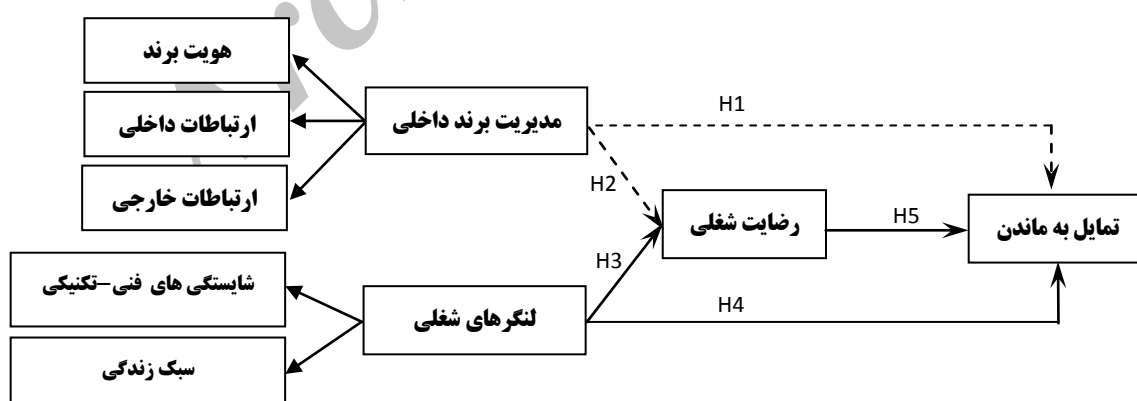 هویت برند
ارتباطات داخلی
ارتباطات خارجی
مدیریت برند داخلی
H1
H2
رضایت شغلی
H5
تمایل به ماندن
H3
شایستگی های فنی-تکنیکی
لنگرهای شغلی
H4
سبک زندگی